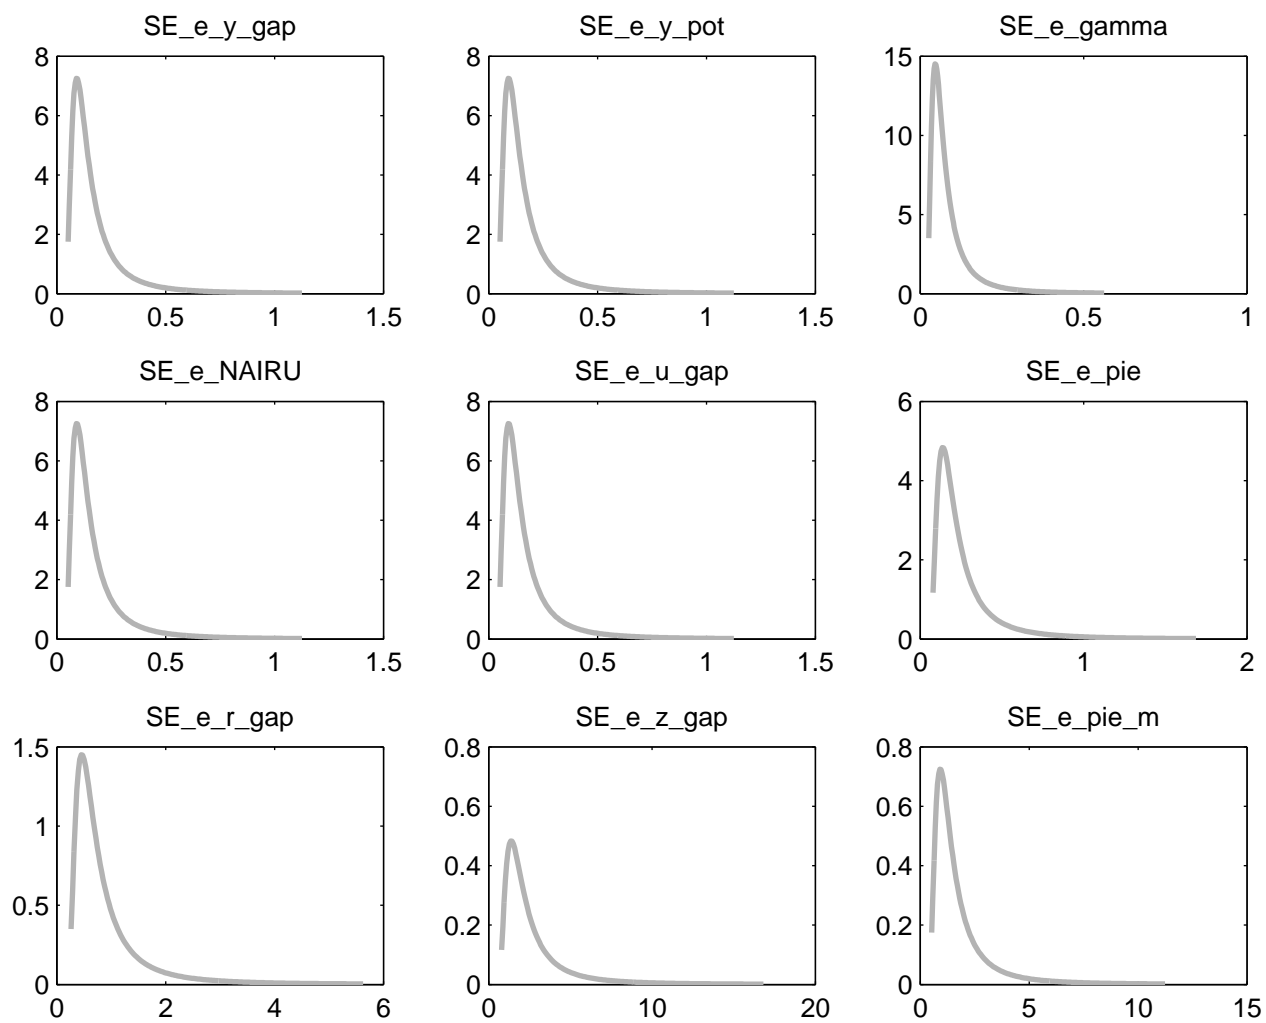 SE_e_y_gap SE_e_y_pot SE_e_gamma
8 8 15
6 6
10
4 4
5
2 2
0 0 0
0 0.5 1 1.5 0 0.5 1 1.5 0 0.5 1
SE_e_NAIRU SE_e_u_gap SE_e_pie
8 8 6
6 6
4
4 4
2
2 2
0 0 0
0 0.5 1 1.5 0 0.5 1 1.5 0 1 2
SE_e_r_gap SE_e_z_gap SE_e_pie_m
1.5 0.8 0.8
0.6 0.6
1
0.4 0.4
0.5
0.2 0.2
0 0 0
0 2 4 6 0 10 20 0 5 10 15